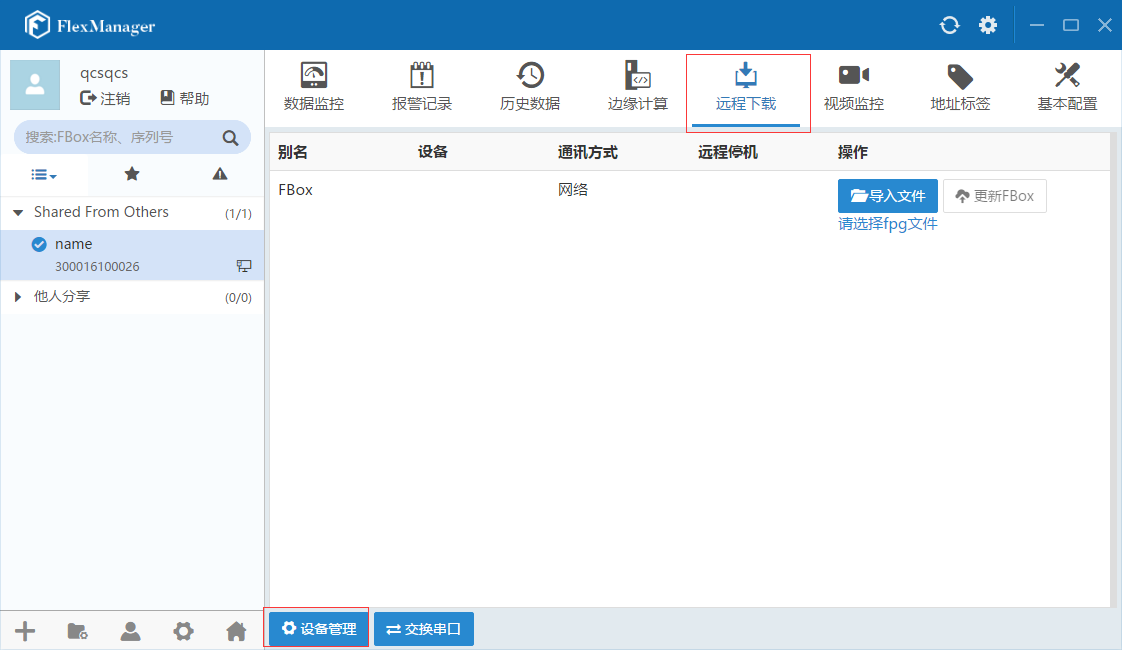 FlexManager
qcsqcs
注销 帮助
搜索:FBox名称、序列号
Shared From Others (1/1)
name
300016100026
他人分享 (0/0)
数据监控 报警记录 历史数据 边缘计算 远程下载 视频监控 地址标签 基本配置
别名 设备 通讯方式 远程停机 操作
FBox 网络 导入文件 更新FBox
请选择fpg文件
设备管理 交换串口